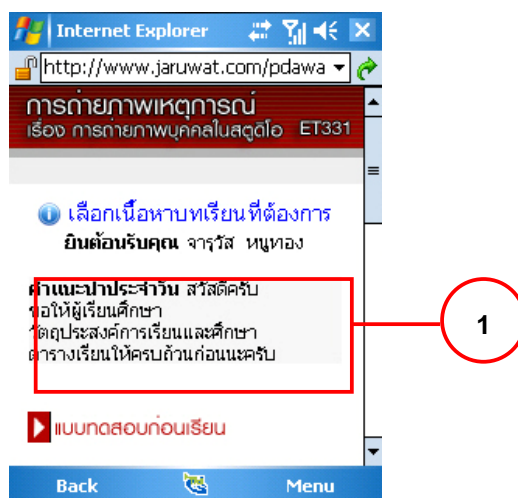 Internet Explorer
http://www.jaruwat.com/pdawa
การถ่ายภาพเหตุการณ์
เรื่อง การถ่ายภาพบุคคลในสตูดิโอ ET331
เลือกเนื้อหาบทเรียนที่ต้องการ
ยินต้อนรับคุณ จารุวัส หนูทอง
คำแนะนำประจำวัน สวัสดีครับ
ขอให้ผู้เรียนศึกษา
วัตถุประสงค์การเรียนและศึกษา
ตารางเรียนให้ครบถ้วนก่อนนะครับ
1
แบบทดสอบก่อนเรียน
Back
Menu